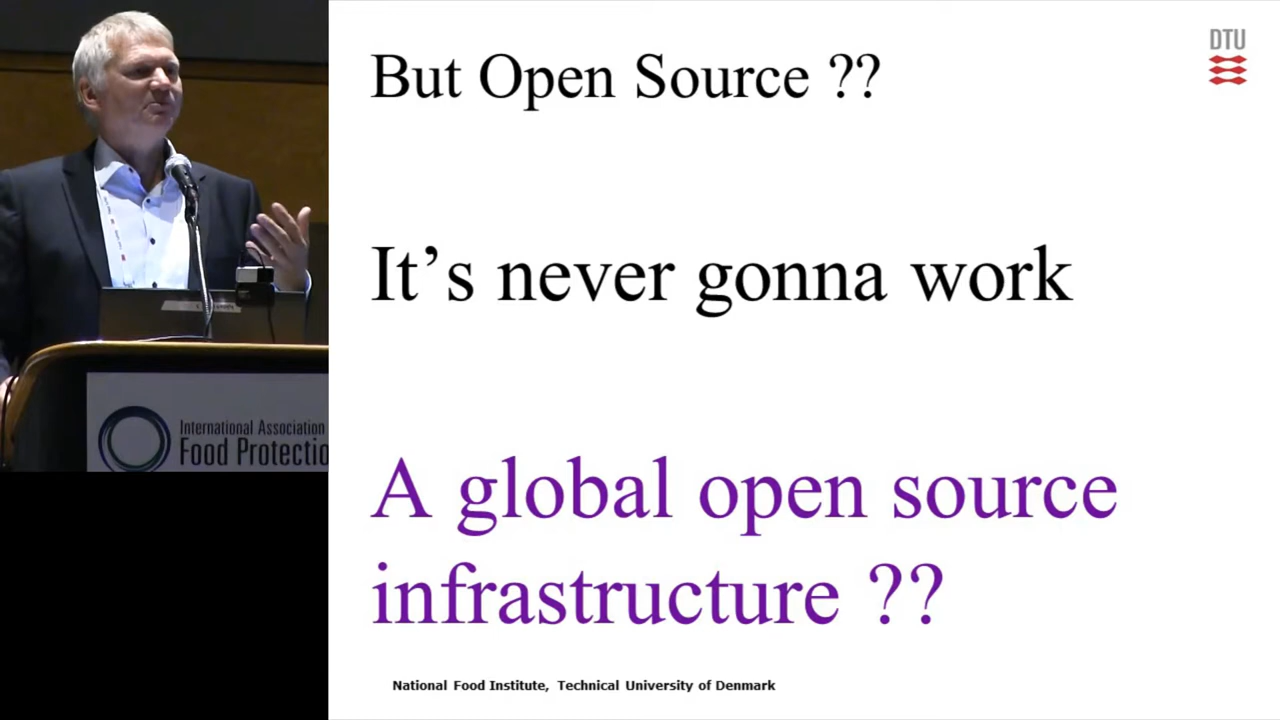 But Open Source ??
DTU
It's never gonna work
A global open source
infrastructure ??
National Food Institute, Technical University of Denmark
International Association
Food Protectio